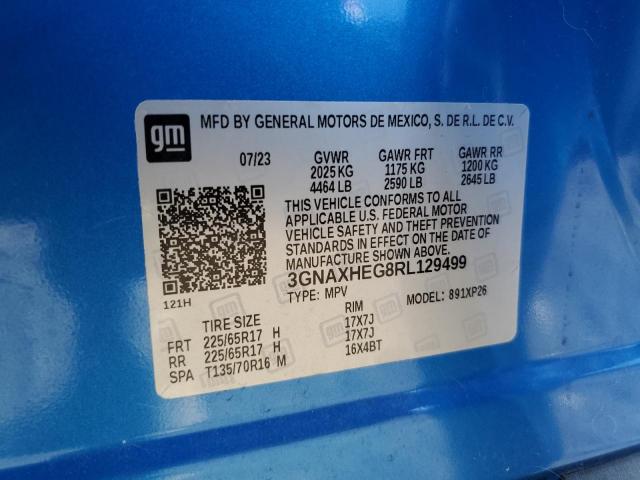 gm
MFD BY GENERAL MOTORS DE MEXICO, S. DE R.L. DE C.V.
07/23 GVWR GAWR FRT GAWR RR
2025 KG 1175 KG 1200 KG
4464 LB 2590 LB 2645 LB
THIS VEHICLE CONFORMS TO ALL
APPLICABLE U.S. FEDERAL MOTOR
VEHICLE SAFETY AND THEFT PREVENTION
STANDARDS IN EFFECT ON THE DATE OF
MANUFACTURE SHOWN ABOVE.
3GNAXHEG8RL129499
121H
TYPE: MPV MODEL: 891XP26
TIRE SIZE RIM
FRT 225/65R17 H 17X7J
RR 225/65R17 H 17X7J
SPA T135/70R16 M 16X4BT